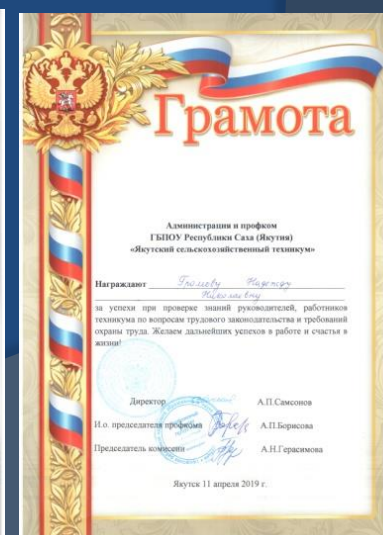 Грамота
Администрация и профком
ГБПОУ Республики Саха (Якутия)
«Якутский сельскохозяйственный техникум»
Награждают Надежду
Николаевну
за успехи при проверке знаний руководителей, работников
техникума по вопросам трудового законодательства и требований
охраны труда. Желаем дальнейших успехов в работе и счастья в
жизни!
Директор А.П.Самсонов
И.о. председателя профкома А.П.Борисова
Председатель комиссии А.Н.Герасимова
Якутск 11 апреля 2019 г.